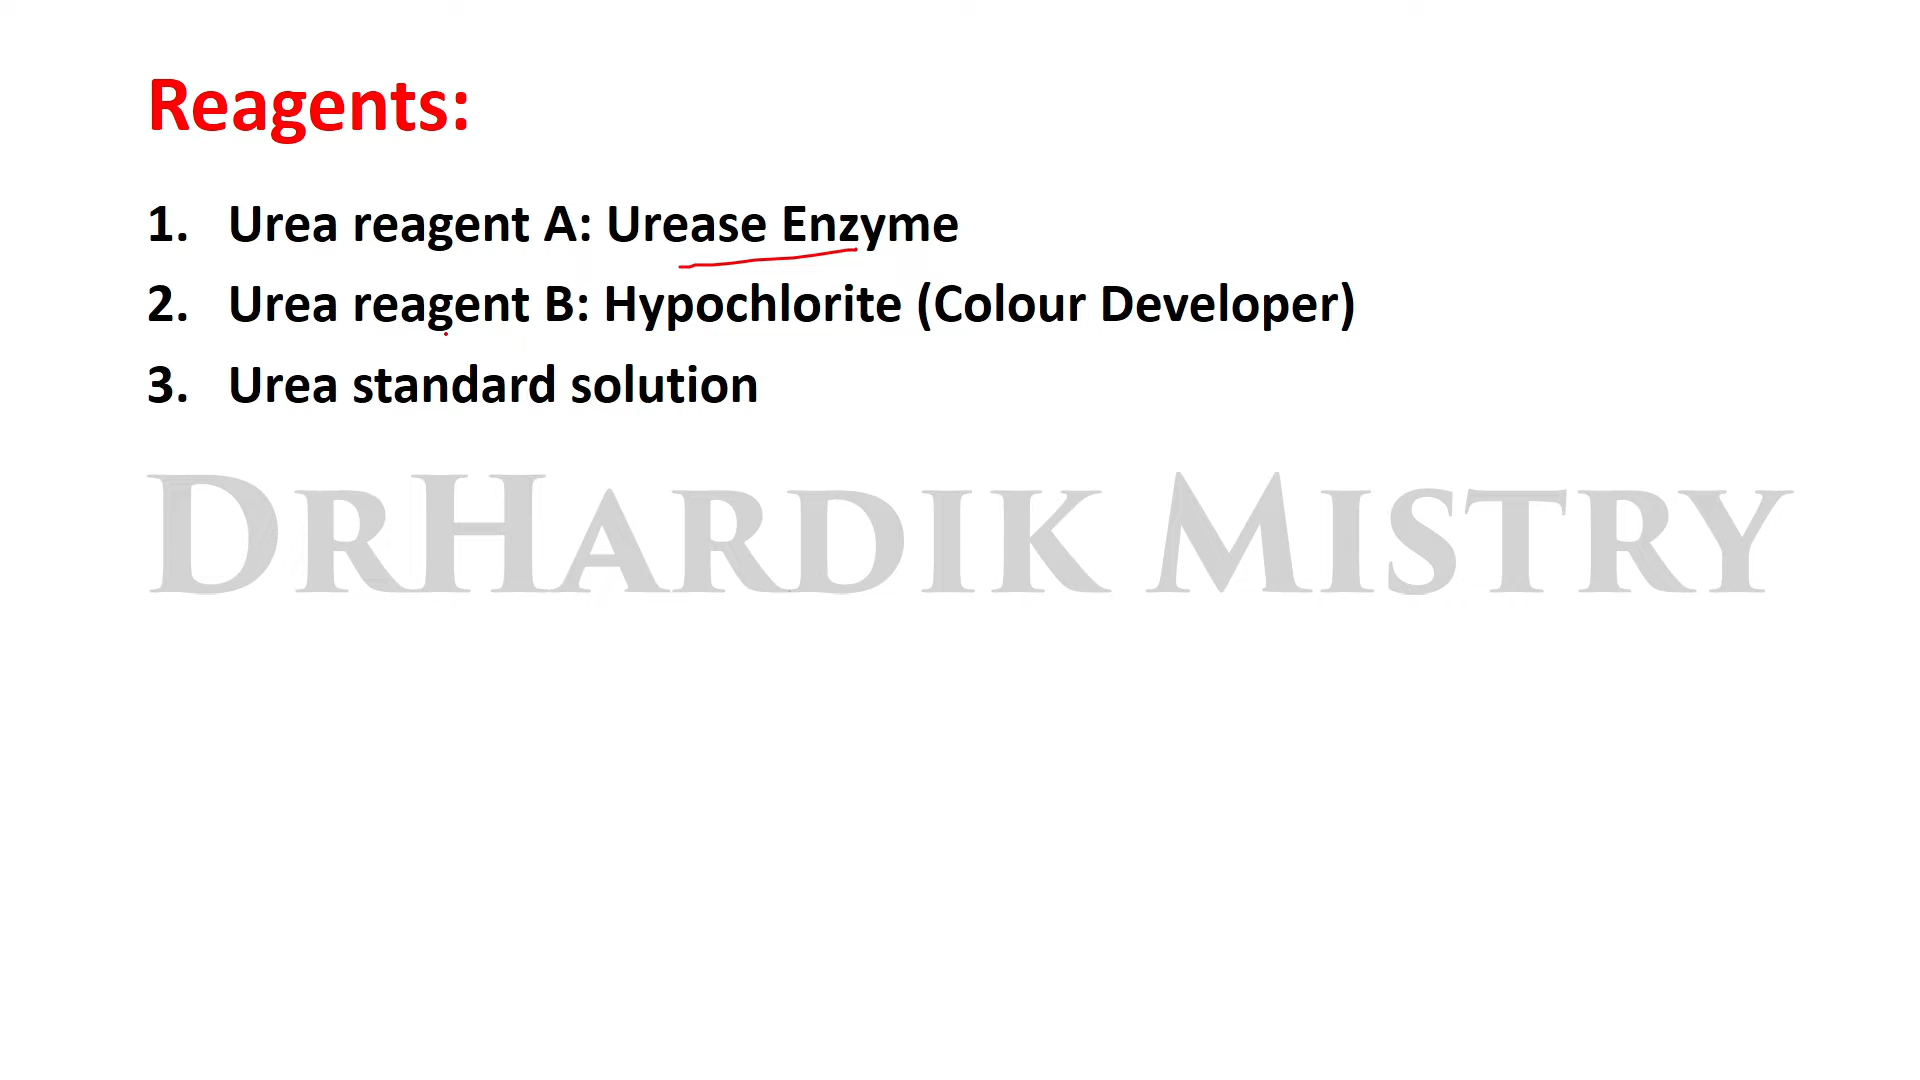 Reagents:
1. Urea reagent A: Urease Enzyme
2. Urea reagent B: Hypochlorite (Colour Developer)
3. Urea standard solution
DrHardik Mistry